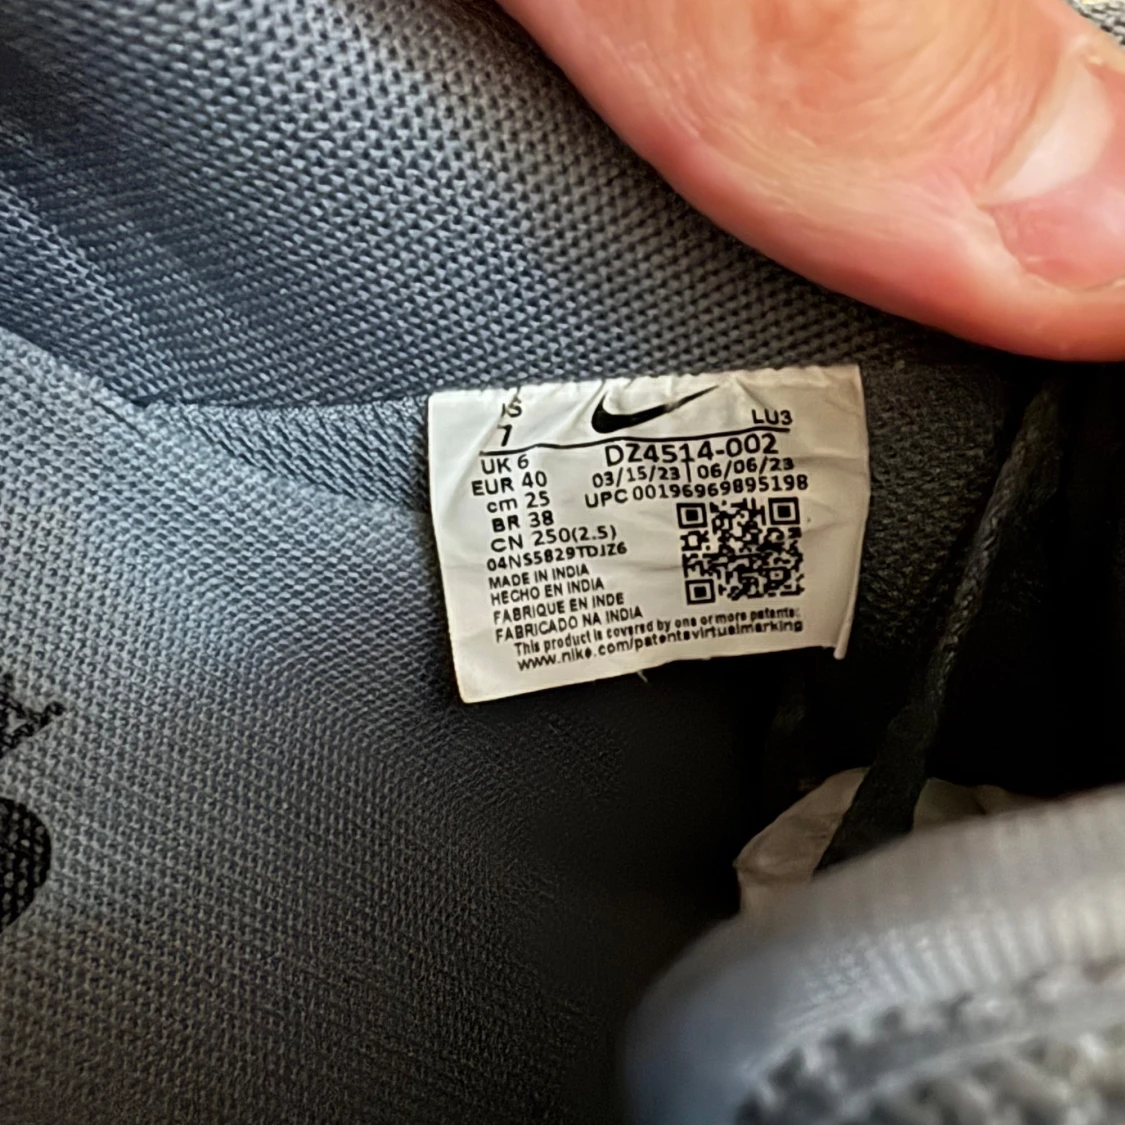 US
7
LU3
UK 6
EUR 40
cm 25
BR 38
CN 250(2.5)
04NS5829TDJZ6
MADE IN INDIA
HECHO EN INDIA
FABRIQUE EN INDE
FABRICADO NA INDIA
DZ4514-002
03/15/23 | 06/06/23
UPC 00196969895198
This product is covered by one or more patents:
www.nike.com/patentsvirtualmarking